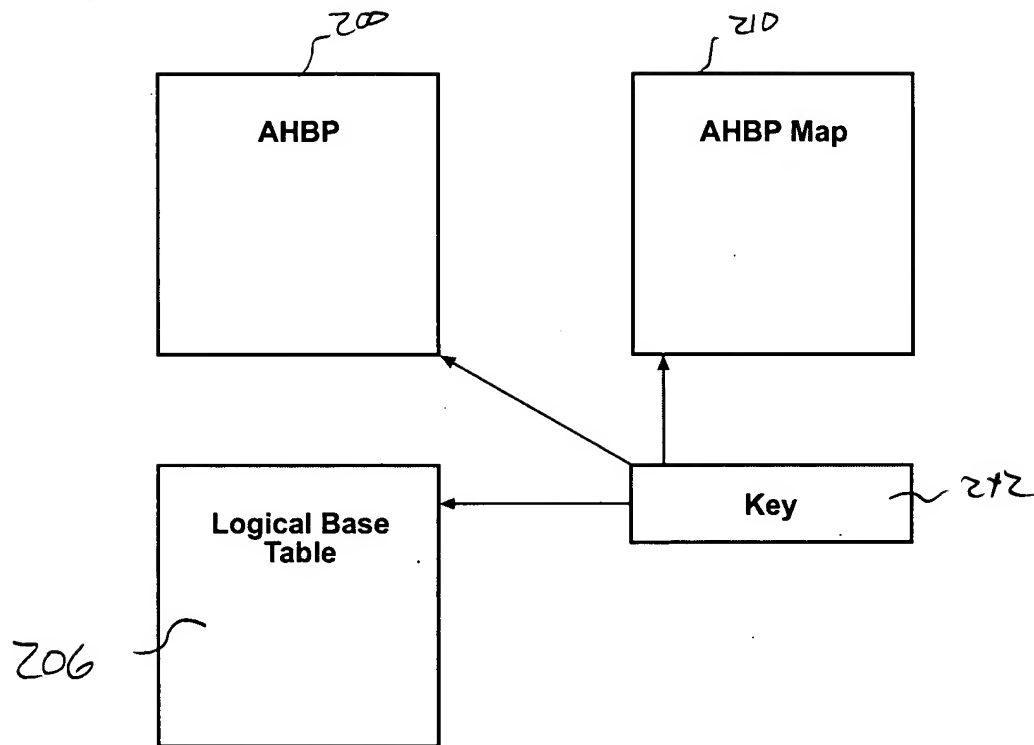 200
210
AHBP
AHBP Map
Logical Base
Table
Key
242
206